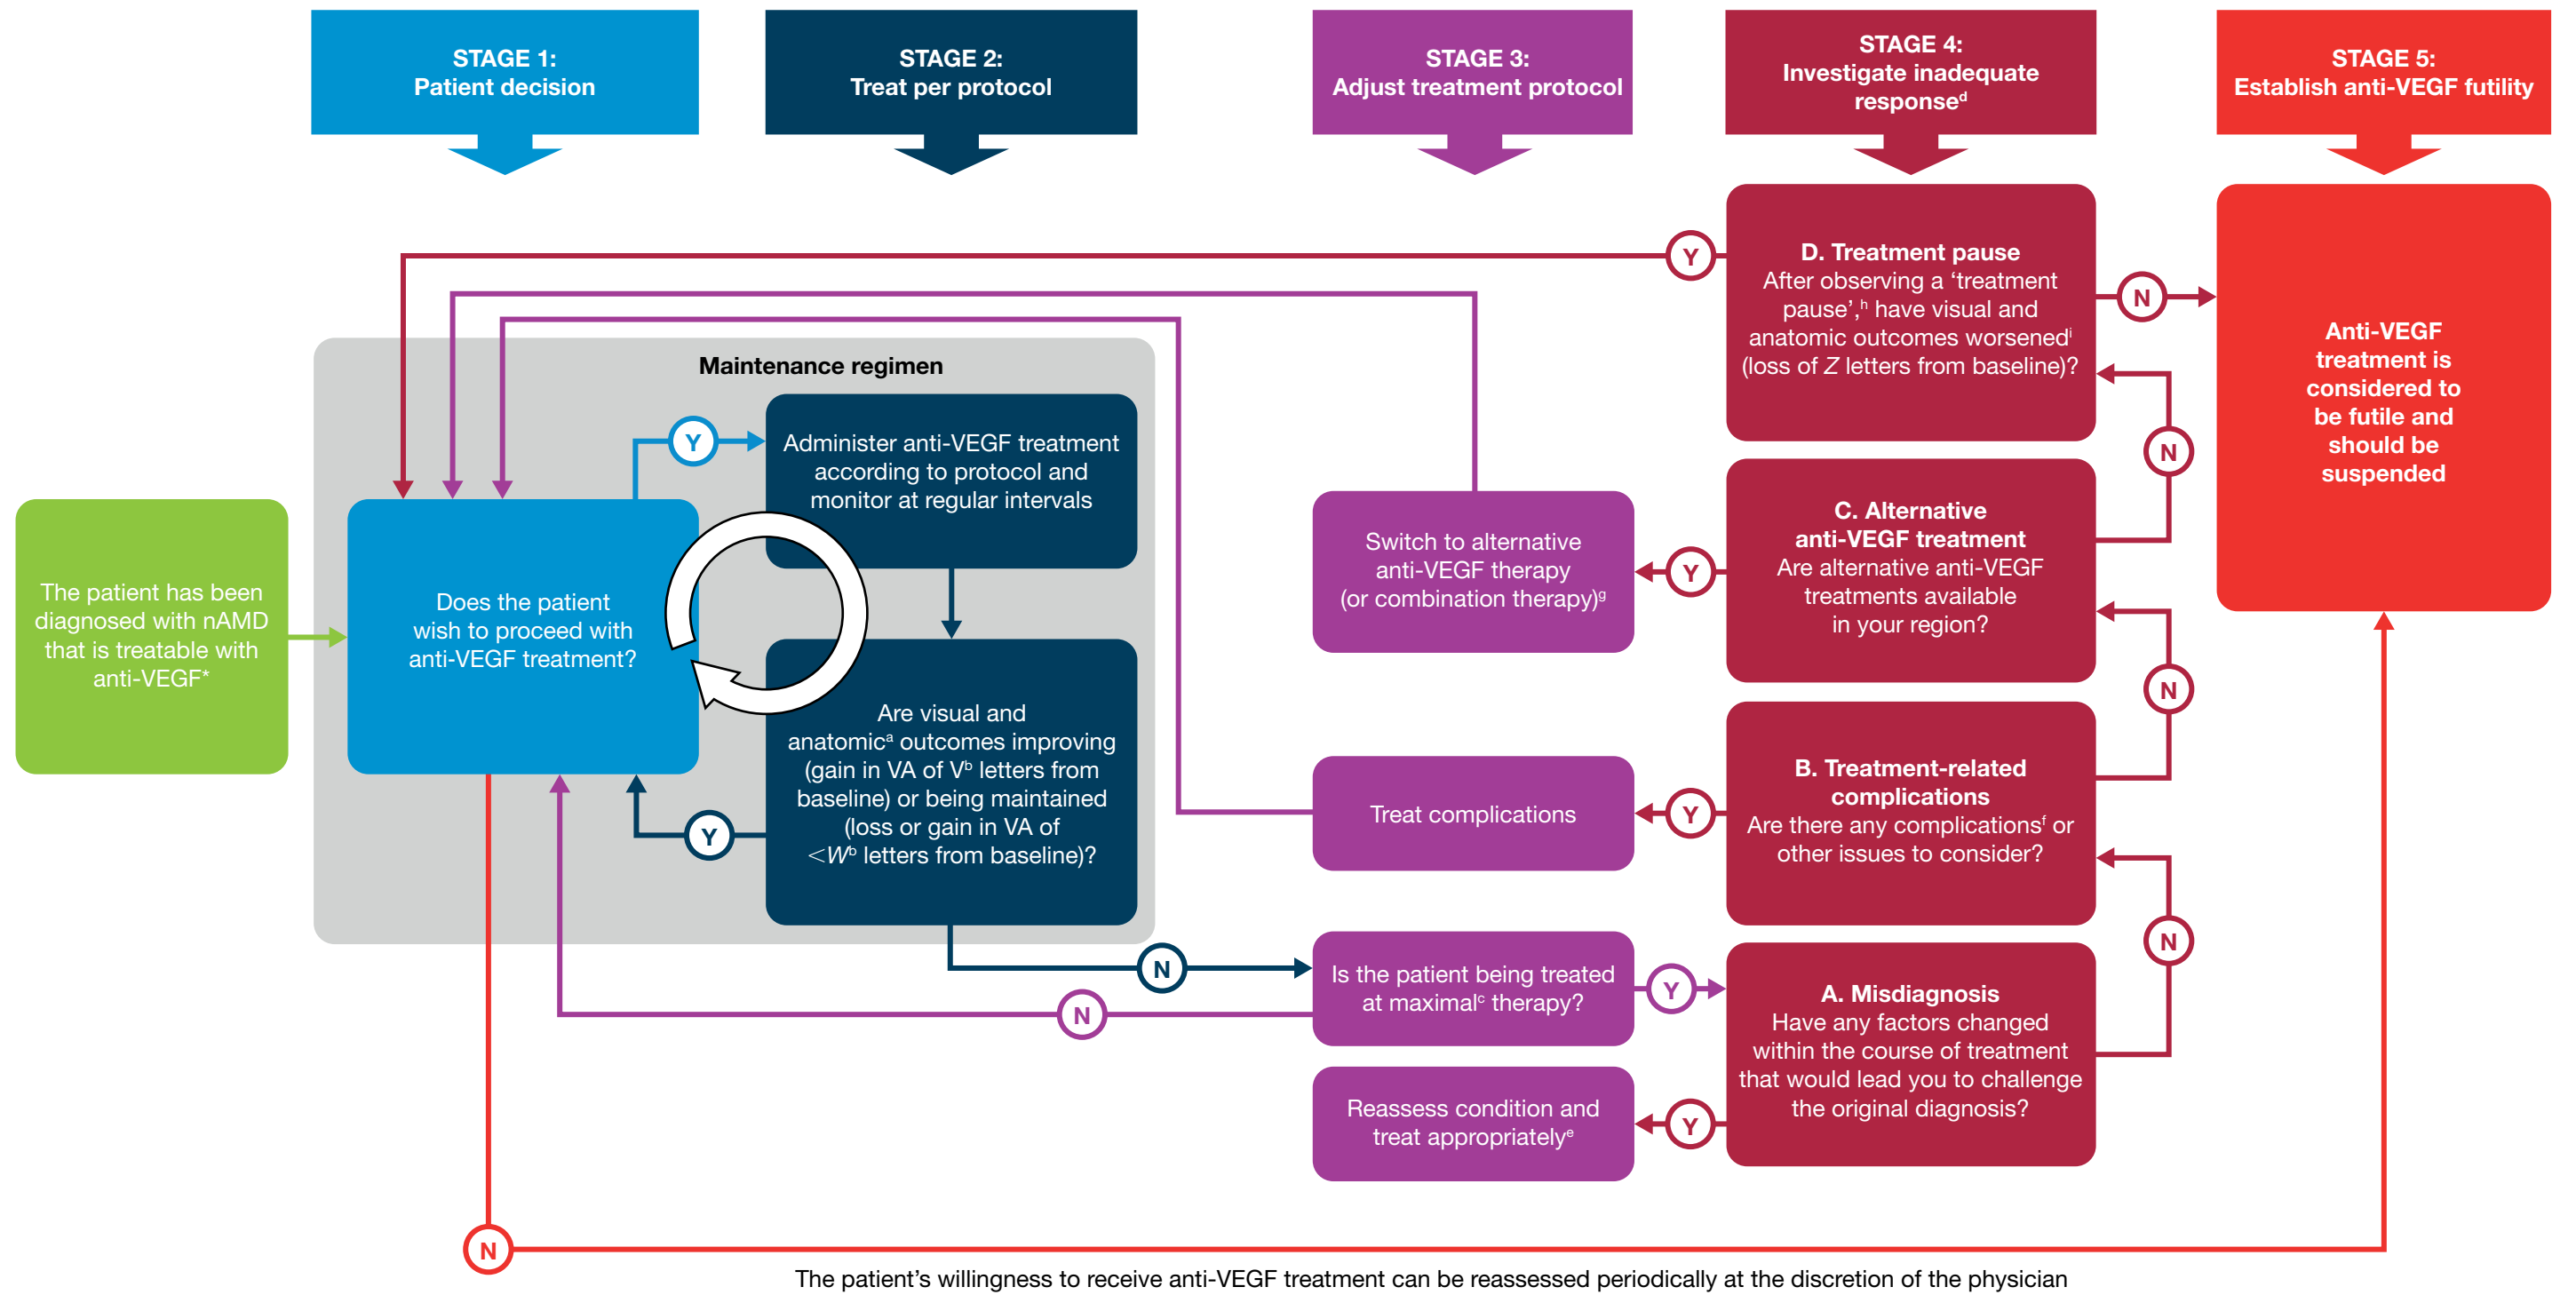 STAGE 1:
Patient decision
STAGE 2:
Treat per protocol
STAGE 3:
Adjust treatment protocol
STAGE 4:
Investigate inadequate
responseᵈ
STAGE 5:
Establish anti-VEGF futility
The patient has been
diagnosed with nAMD
that is treatable with
anti-VEGF*
Maintenance regimen
Does the patient
wish to proceed with
anti-VEGF treatment?
Y
Administer anti-VEGF treatment
according to protocol and
monitor at regular intervals
Are visual and
anatomicᵃ outcomes improving
(gain in VA of Vᵇ letters from
baseline) or being maintained
(loss or gain in VA of
<Wᵇ letters from baseline)?
Y
N
N
Switch to alternative
anti-VEGF therapy
(or combination therapy)ᵍ
Treat complications
Is the patient being treated
at maximalᶜ therapy?
Reassess condition and
treat appropriatelyᵉ
Y
Y
Y
Y
Y
D. Treatment pause
After observing a ‘treatment
pause’,ʰ have visual and
anatomic outcomes worsenedⁱ
(loss of Z letters from baseline)?
C. Alternative
anti-VEGF treatment
Are alternative anti-VEGF
treatments available
in your region?
B. Treatment-related
complications
Are there any complicationsᶠ or
other issues to consider?
A. Misdiagnosis
Have any factors changed
within the course of treatment
that would lead you to challenge
the original diagnosis?
N
N
N
N
Anti-VEGF
treatment is
considered to
be futile and
should be
suspended
N
The patient’s willingness to receive anti-VEGF treatment can be reassessed periodically at the discretion of the physician